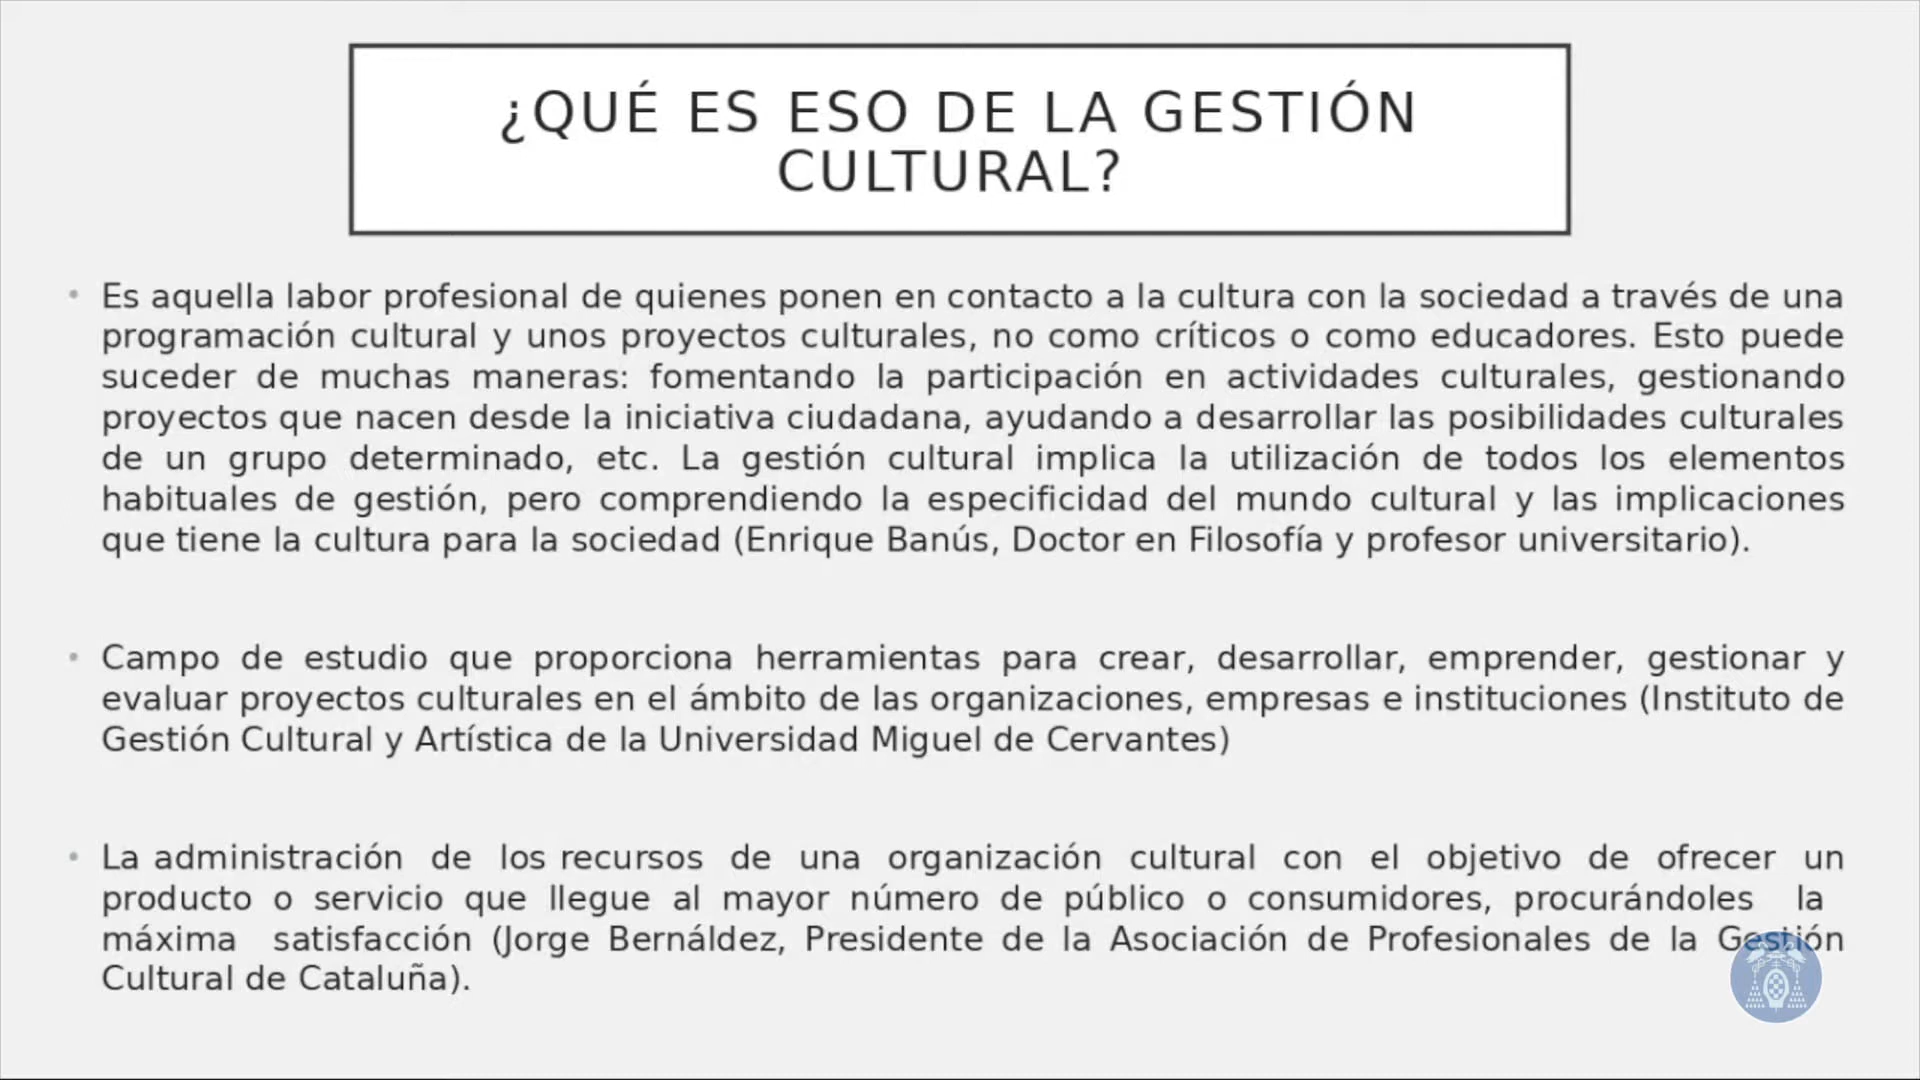 ¿QUÉ ES ESO DE LA GESTIÓN
CULTURAL?
• Es aquella labor profesional de quienes ponen en contacto a la cultura con la sociedad a través de una
programación cultural y unos proyectos culturales, no como críticos o como educadores. Esto puede
suceder de muchas maneras: fomentando la participación en actividades culturales, gestionando
proyectos que nacen desde la iniciativa ciudadana, ayudando a desarrollar las posibilidades culturales
de un grupo determinado, etc. La gestión cultural implica la utilización de todos los elementos
habituales de gestión, pero comprendiendo la especificidad del mundo cultural y las implicaciones
que tiene la cultura para la sociedad (Enrique Banús, Doctor en Filosofía y profesor universitario).
• Campo de estudio que proporciona herramientas para crear, desarrollar, emprender, gestionar y
evaluar proyectos culturales en el ámbito de las organizaciones, empresas e instituciones (Instituto de
Gestión Cultural y Artística de la Universidad Miguel de Cervantes)
• La administración de los recursos de una organización cultural con el objetivo de ofrecer un
producto o servicio que llegue al mayor número de público o consumidores, procurándoles la
máxima satisfacción (Jorge Bernáldez, Presidente de la Asociación de Profesionales de la Gestión
Cultural de Cataluña).